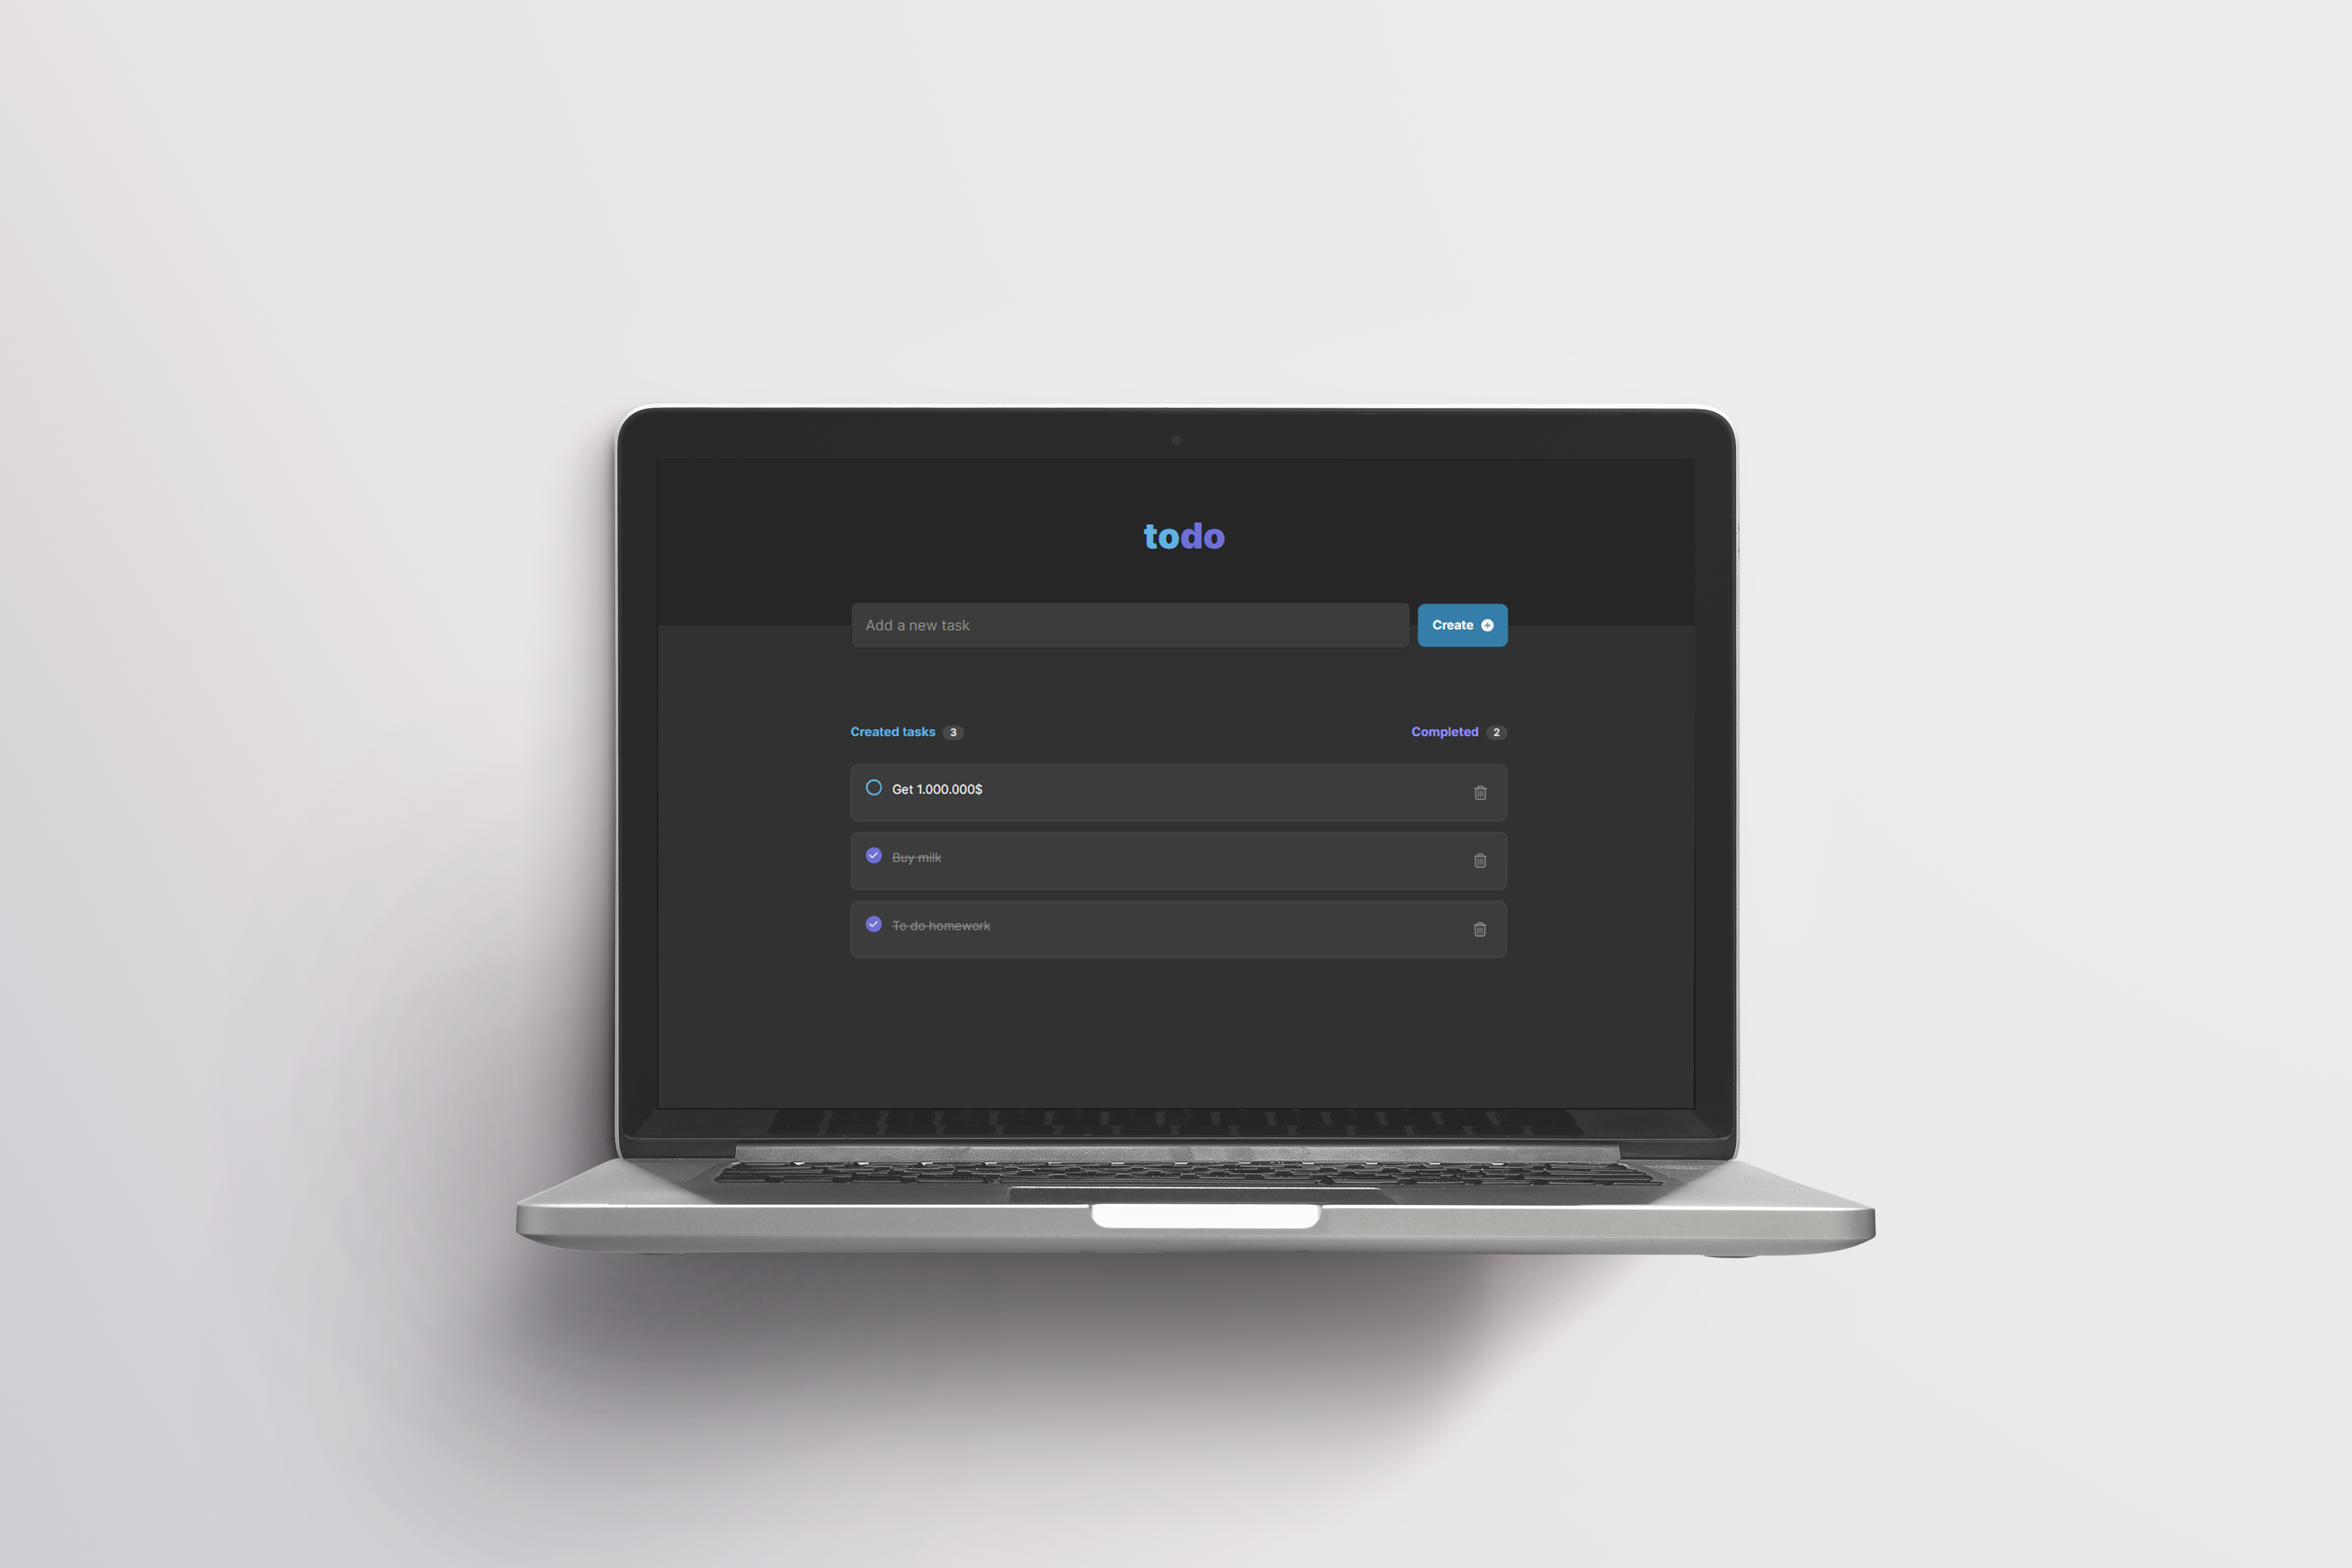 todo
Add a new task
Create
Created tasks 3
Completed 2
Get 1.000.000$
Buy milk
To do homework